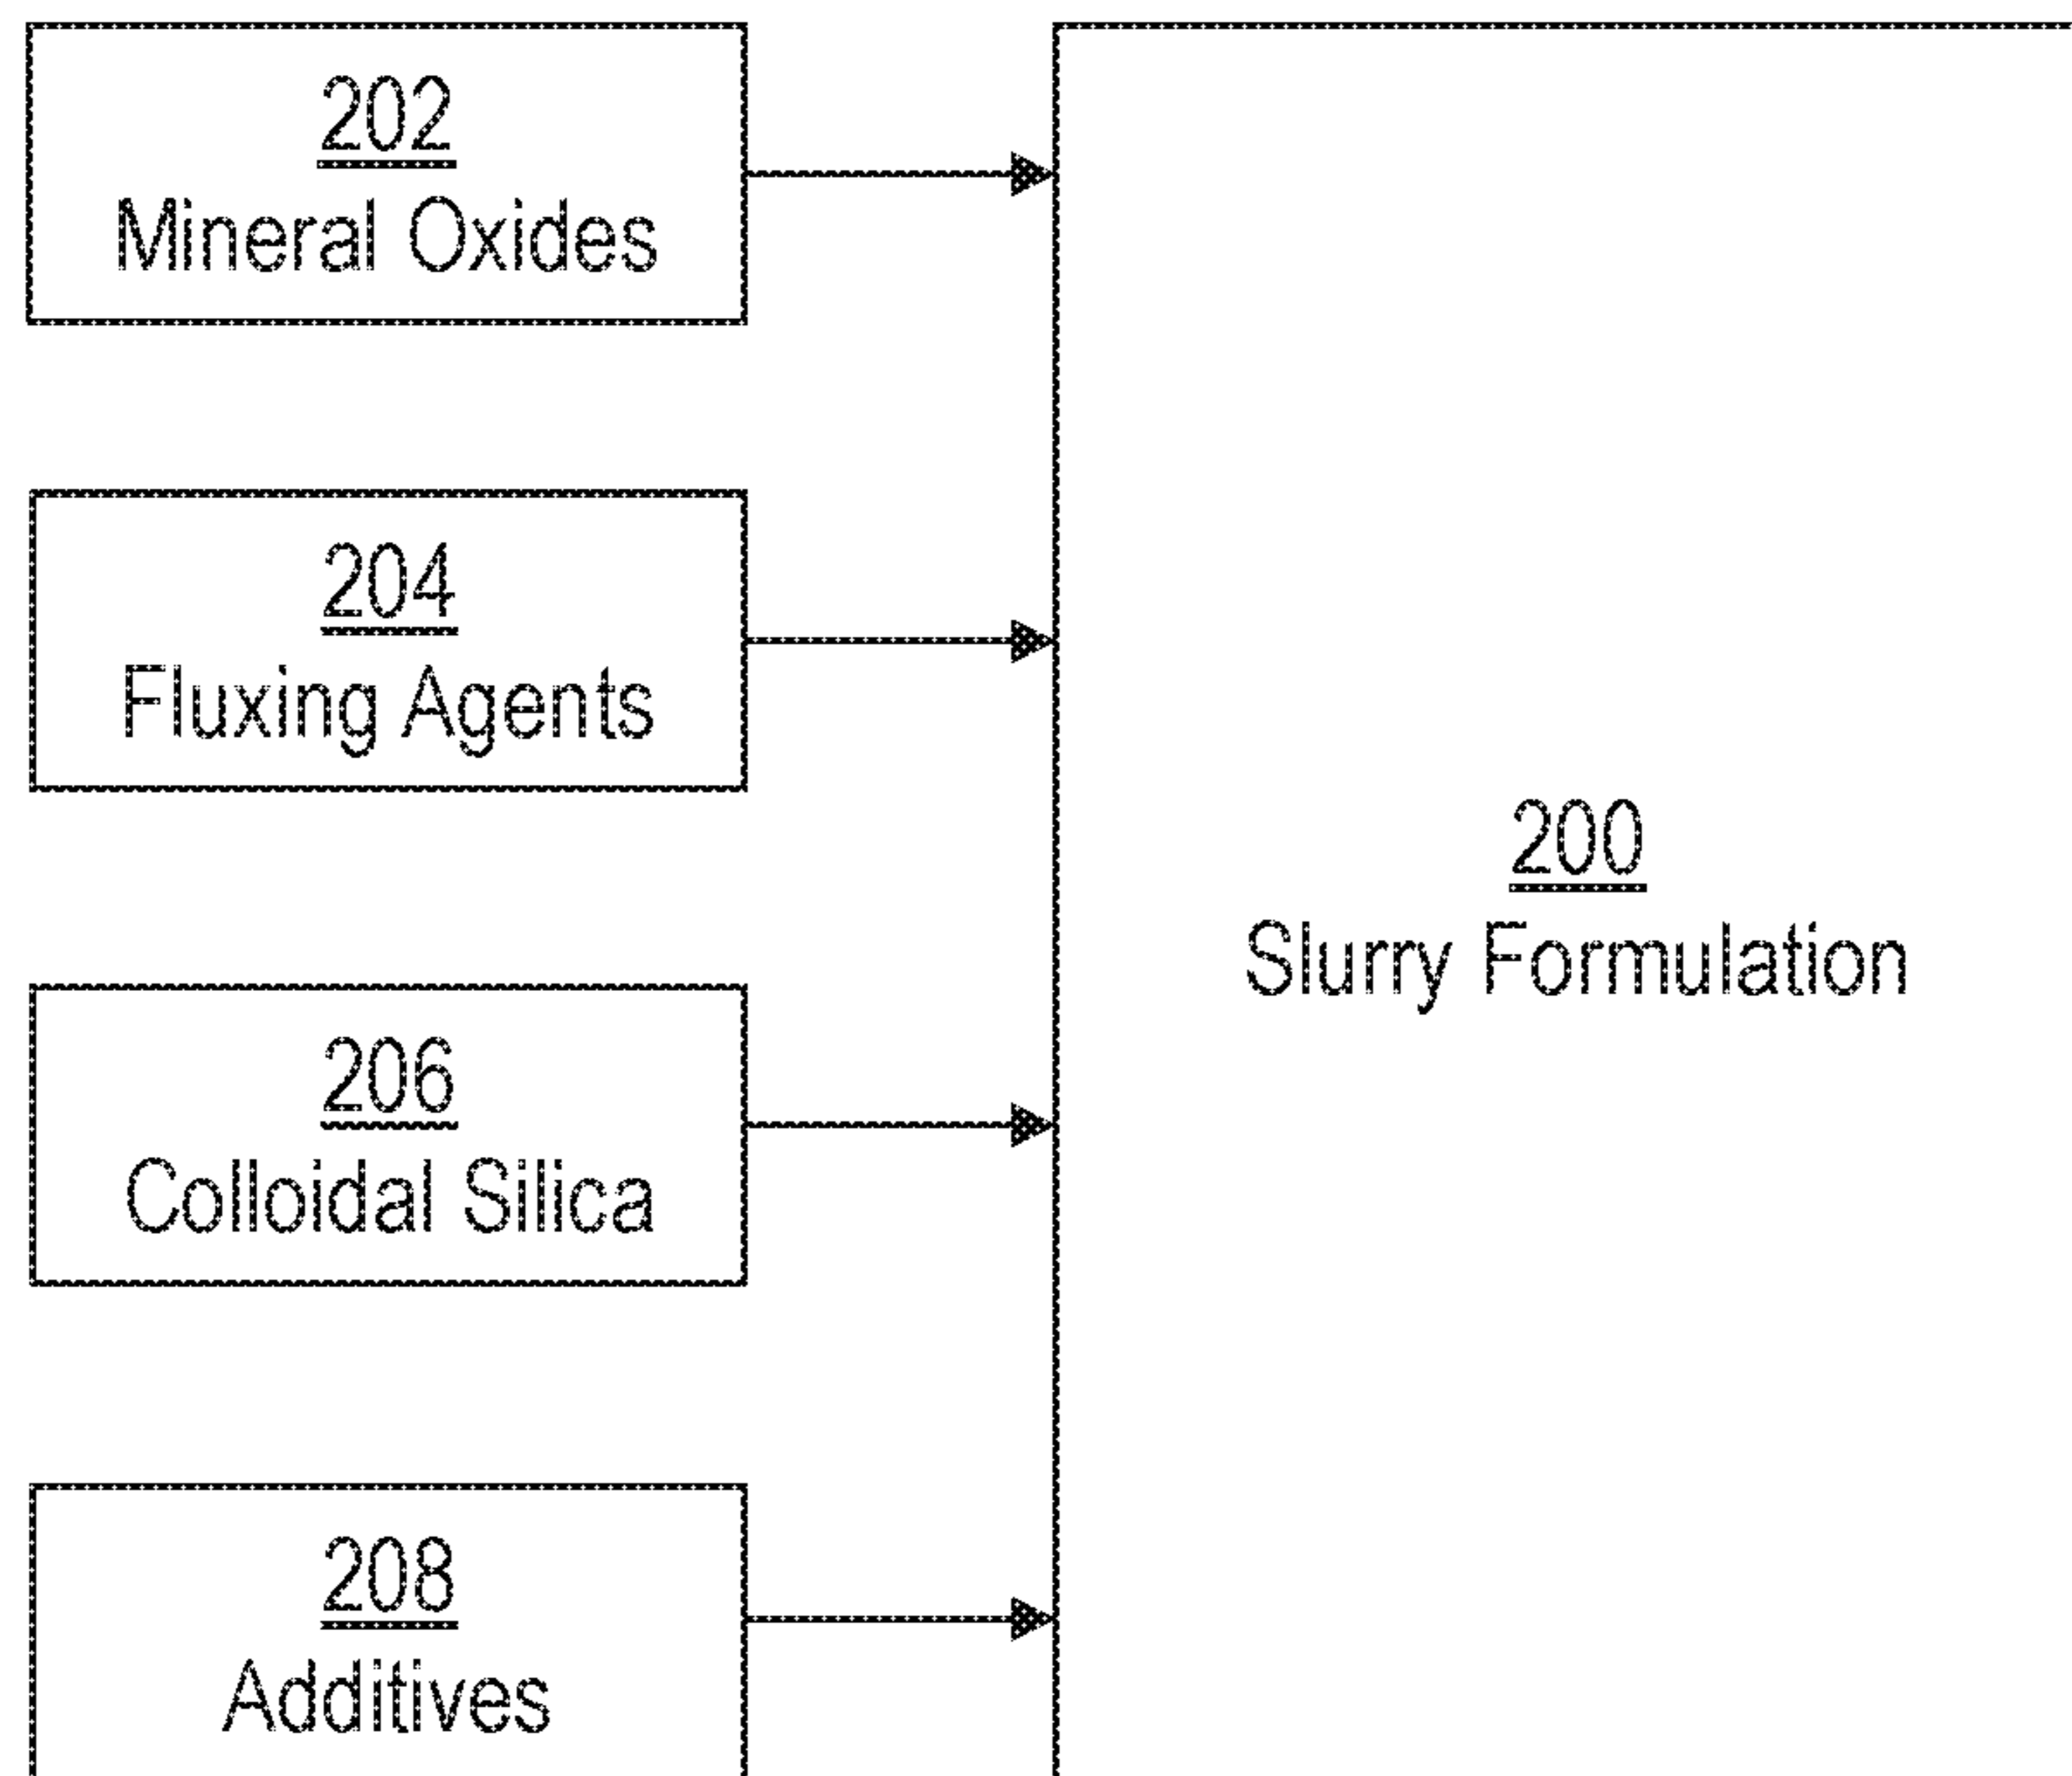 202
Mineral Oxides
204
Fluxing Agents
200
Slurry Formulation
206
Colloidal Silica
208
Additives